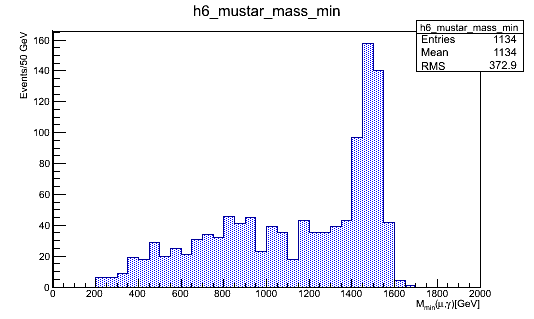 h6_mustar_mass_min
h6_mustar_mass_min
Entries 1134
Mean 1134
RMS 372.9
Events/50 GeV
160
140
120
100
80
60
40
20
0
0 200 400 600 800 1000 1200 1400 1600 1800 2000
Mmin(μ,γ)[GeV]